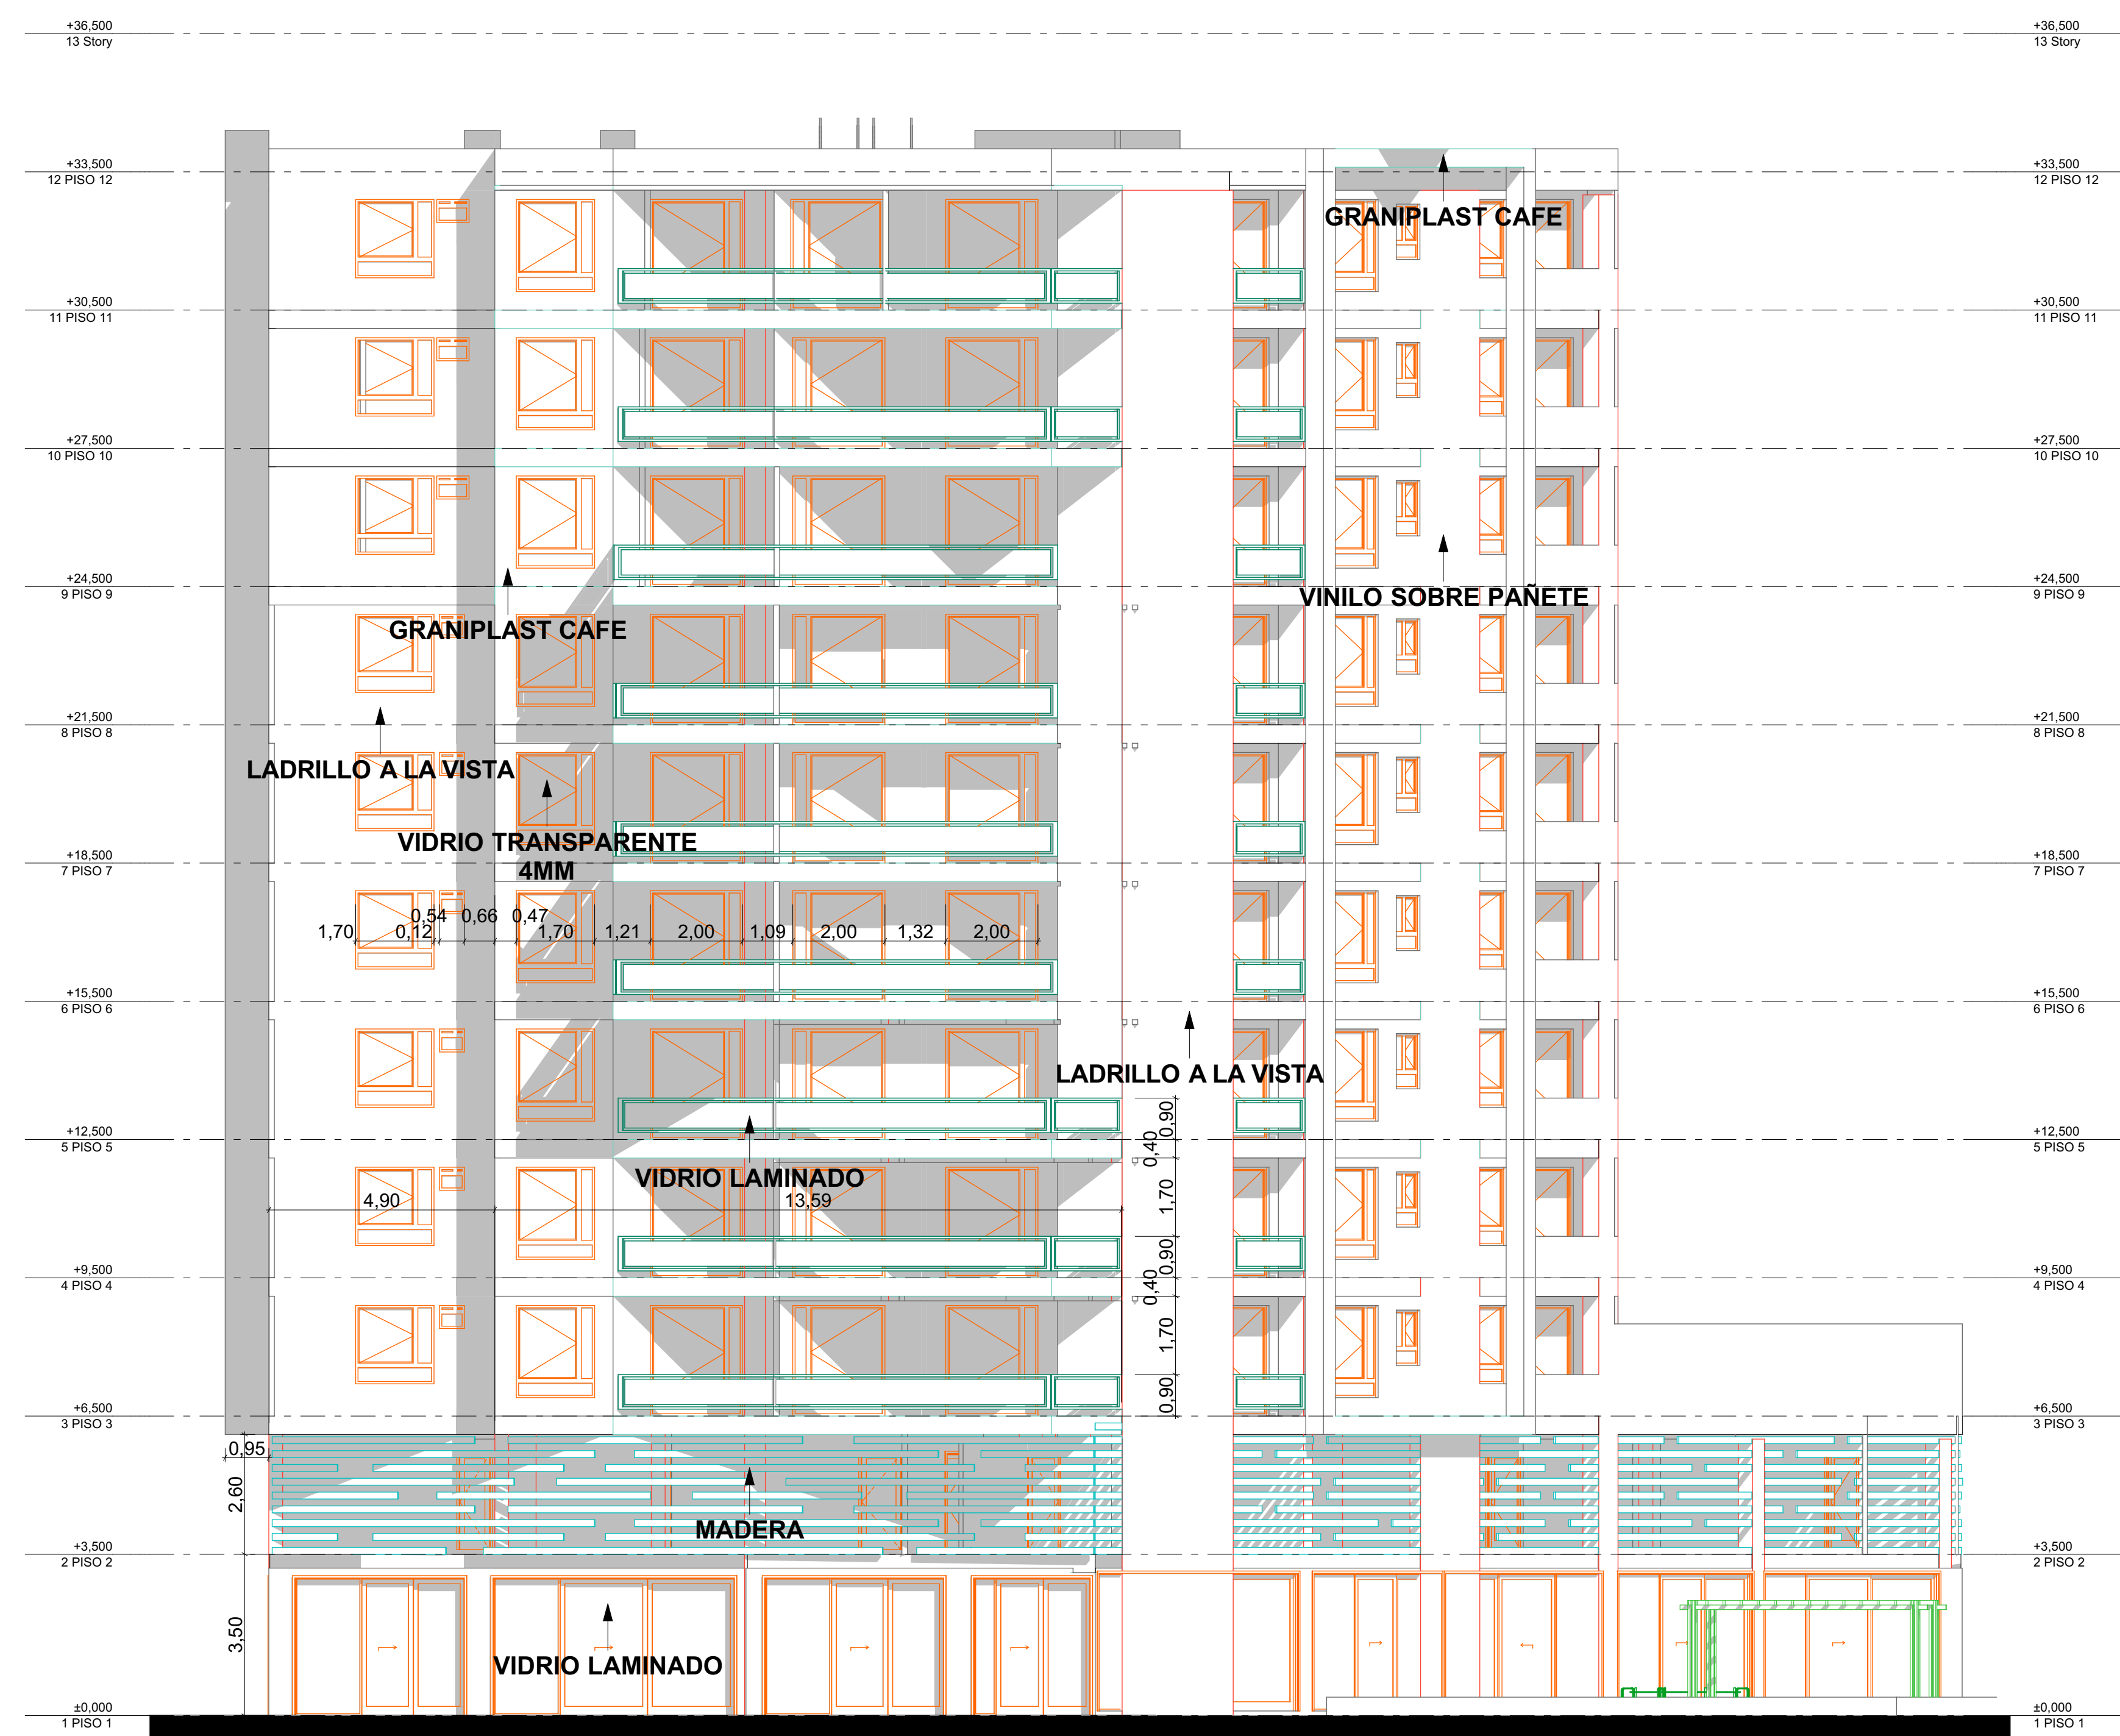 +36,500
13 Story
+36,500
13 Story
+33,500
12 PISO 12
+33,500
12 PISO 12
GRANIPLAST CAFE
+30,500
11 PISO 11
+30,500
11 PISO 11
+27,500
10 PISO 10
+27,500
10 PISO 10
+24,500
9 PISO 9
+24,500
9 PISO 9
VINILO SOBRE PAÑETE
GRANIPLAST CAFE
+21,500
8 PISO 8
+21,500
8 PISO 8
LADRILLO A LA VISTA
VIDRIO TRANSPARENTE
4MM
+18,500
7 PISO 7
+18,500
7 PISO 7
0,54 0,66 0,47
1,70 0,12 1,70 1,21 2,00 1,09 2,00 1,32 2,00
+15,500
6 PISO 6
+15,500
6 PISO 6
LADRILLO A LA VISTA
0,90
+12,500
5 PISO 5
+12,500
5 PISO 5
0,40
VIDRIO LAMINADO
4,90 13,59
1,70
0,90
+9,500
4 PISO 4
+9,500
4 PISO 4
0,40
1,70
0,90
+6,500
3 PISO 3
+6,500
3 PISO 3
0,95
2,60
MADERA
+3,500
2 PISO 2
+3,500
2 PISO 2
3,50
VIDRIO LAMINADO
±0,000
1 PISO 1
±0,000
1 PISO 1